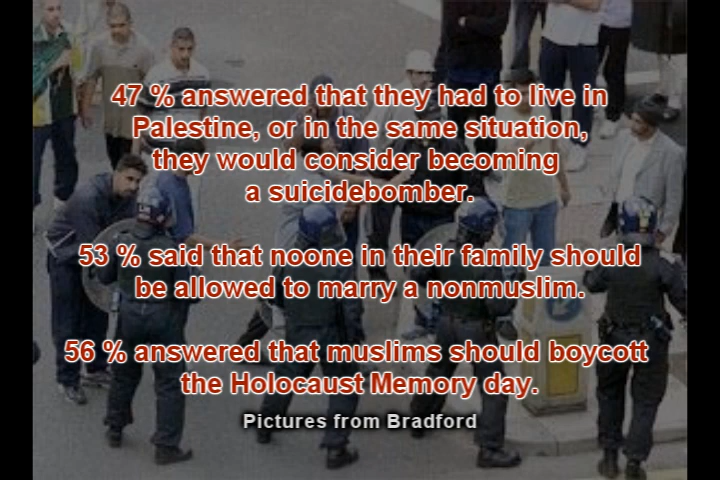 47 % answered that they had to live in
Palestine, or in the same situation,
they would consider becoming
a suicidebomber.
53 % said that noone in their family should
be allowed to marry a nonmuslim.
56 % answered that muslims should boycott
the Holocaust Memory day.
Pictures from Bradford